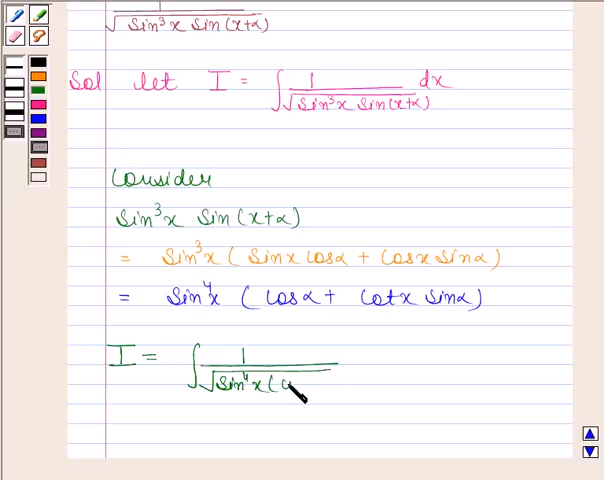 1
√Sin³x Sin(x+α)
Sol let I = ∫ 1/√Sin³x Sin(x+α) dx
Consider
Sin³x Sin(x+α)
= Sin³x ( Sinx Cosα + Cosx Sinα )
= Sin⁴x ( Cosα + Cotx Sinα )
I = ∫ 1/√Sin⁴x (